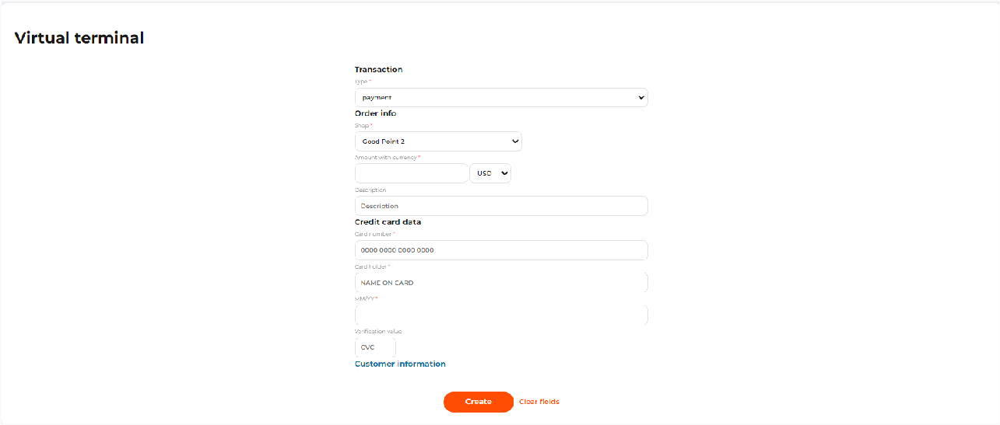 Virtual terminal
Transaction
Type *
payment
Order info
Shop *
Good Point 2
Amount with currency *
USD
Description
Description
Credit card data
Card number *
0000 0000 0000 0000
Card holder *
NAME ON CARD
MM/YY *
Verification value
CVC
Customer information
Create Clear fields